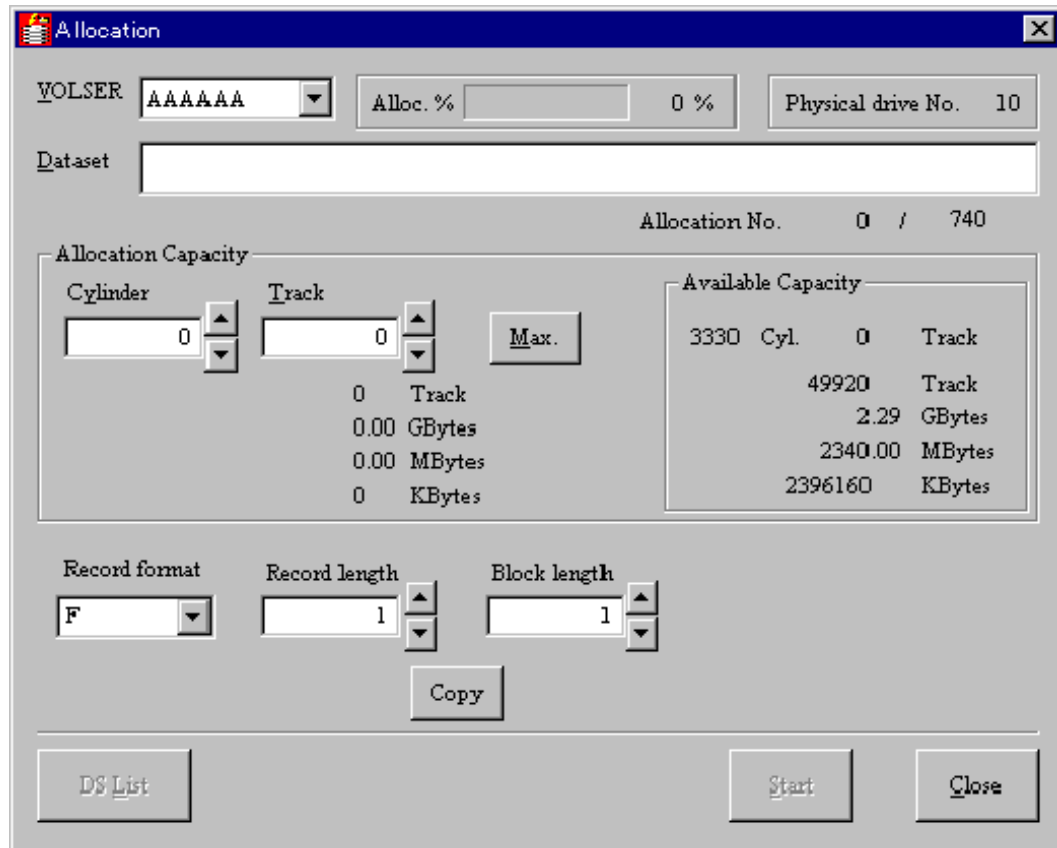 Allocation
VOLSER AAAAAA Alloc. % 0 % Physical drive No. 10
Dataset
Allocation No. 0 / 740
Allocation Capacity
Cylinder Track
0 0 Max.
0 Track
0.00 GBytes
0.00 MBytes
0 KBytes
Available Capacity
3330 Cyl. 0 Track
49920 Track
2.29 GBytes
2340.00 MBytes
2396160 KBytes
Record format Record length Block length
F 1 1
Copy
DS List Start Close